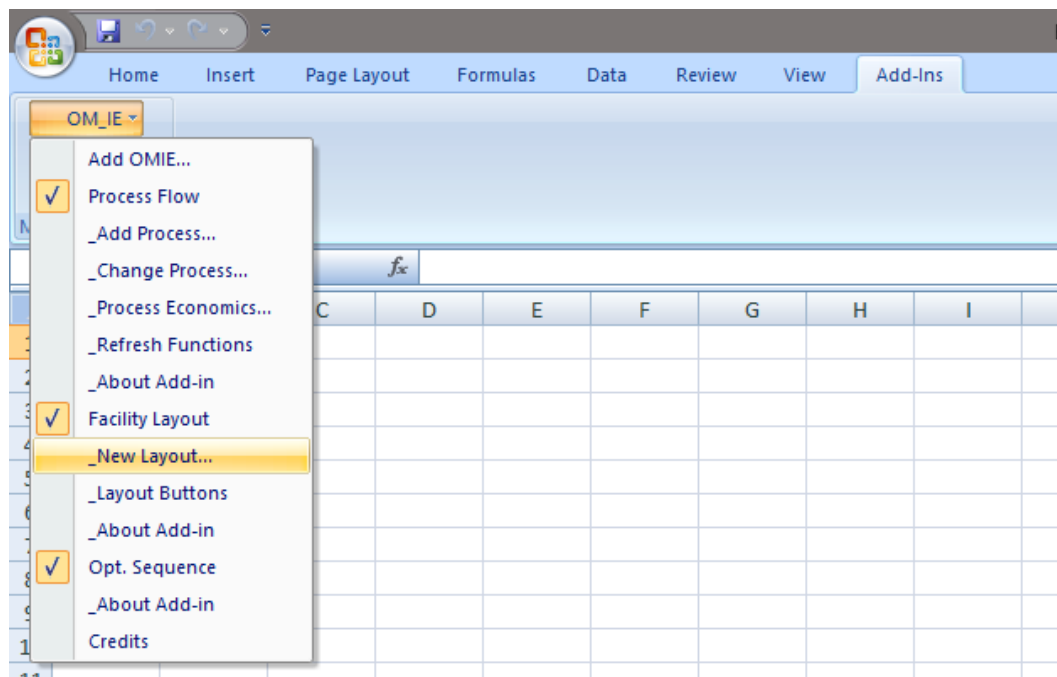 Home Insert Page Layout Formulas Data Review View Add-Ins
OM_IE
Add OMIE...
Process Flow
_Add Process...
_Change Process...
_Process Economics...
_Refresh Functions
_About Add-in
Facility Layout
_New Layout...
_Layout Buttons
_About Add-in
Opt. Sequence
_About Add-in
Credits
fx
C D E F G H I